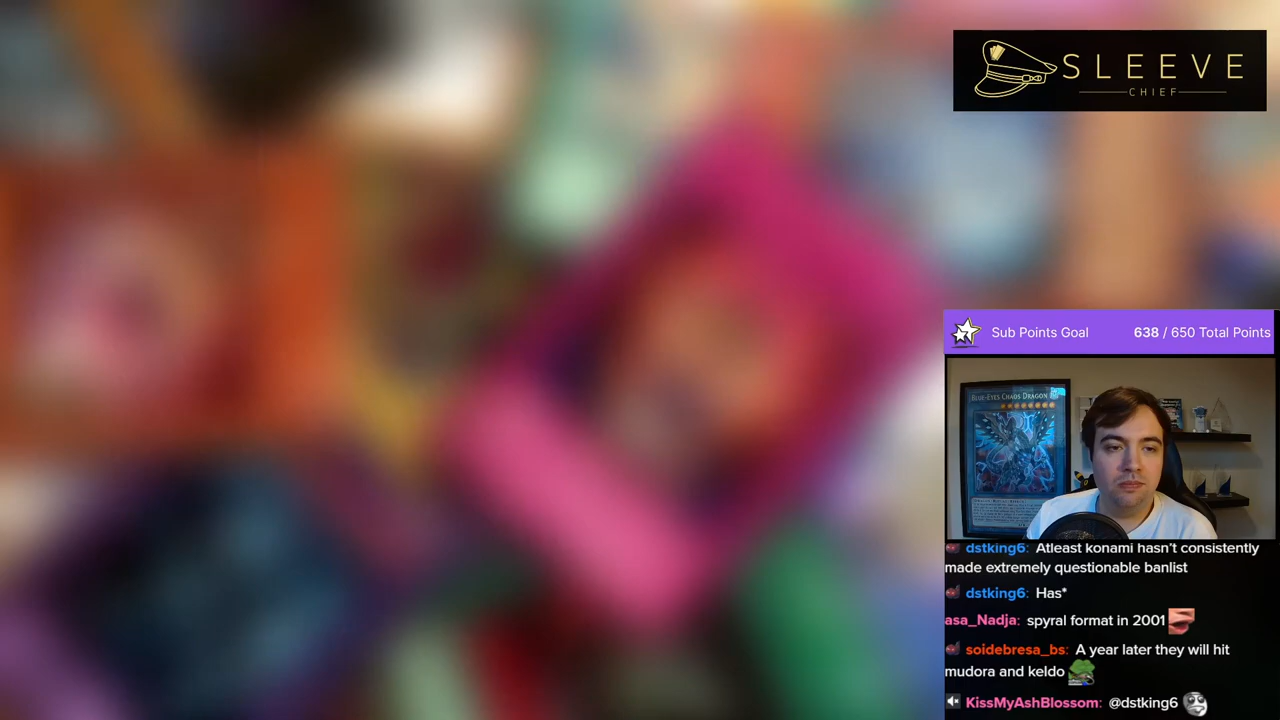 SLEEVE
CHIEF
Sub Points Goal 638 / 650 Total Points
BLUE-EYES CHAOS DRAGON
dstking6: Atleast konami hasn't consistently
made extremely questionable banlist
dstking6: Has*
asa_Nadja: spyral format in 2001
soidebresa_bs: A year later they will hit
mudora and keldo
KissMyAshBlossom: @dstking6